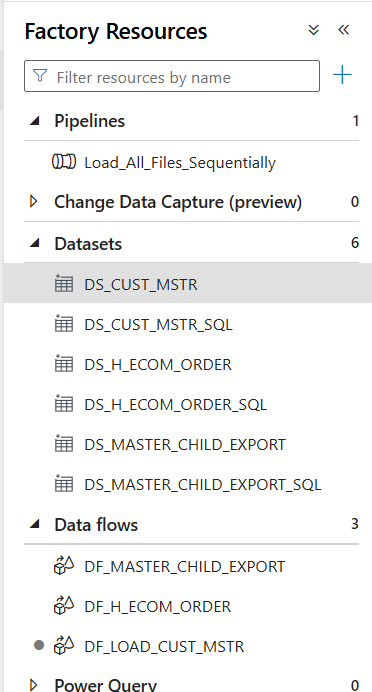 Factory Resources
Filter resources by name
Pipelines 1
Load_All_Files_Sequentially
Change Data Capture (preview) 0
Datasets 6
DS_CUST_MSTR
DS_CUST_MSTR_SQL
DS_H_ECOM_ORDER
DS_H_ECOM_ORDER_SQL
DS_MASTER_CHILD_EXPORT
DS_MASTER_CHILD_EXPORT_SQL
Data flows 3
DF_MASTER_CHILD_EXPORT
DF_H_ECOM_ORDER
DF_LOAD_CUST_MSTR
Power Query 0